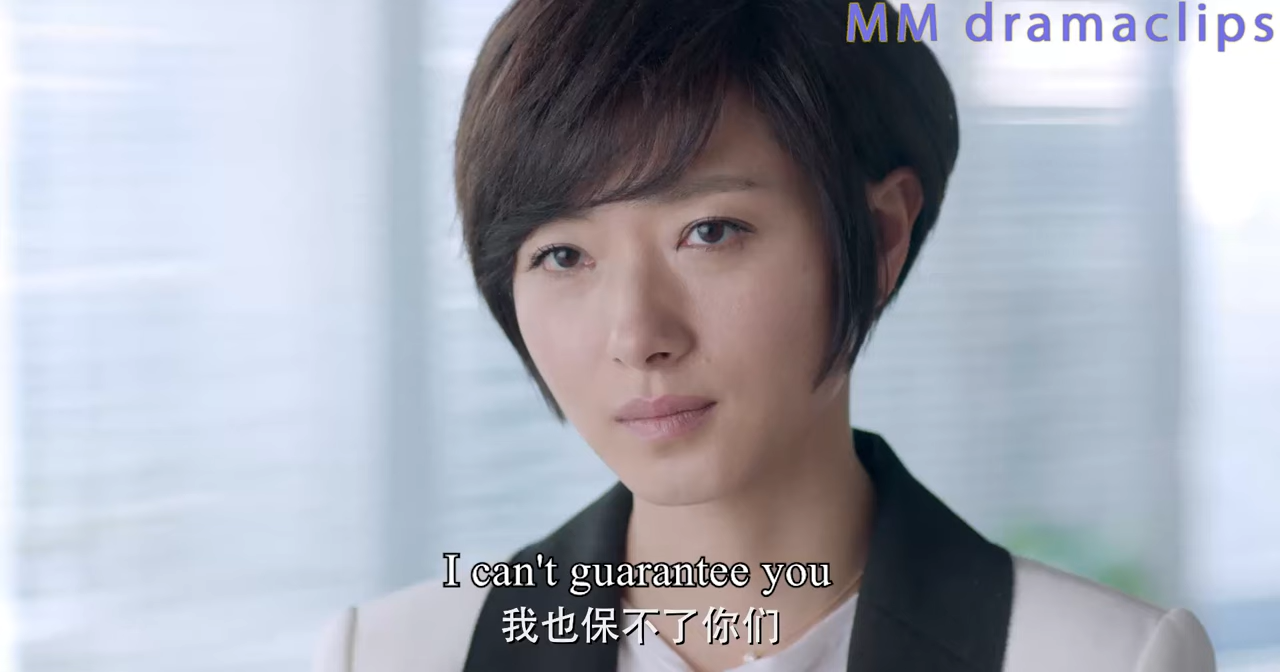 MM dramaclips
I can't guarantee you
我也保不了你们